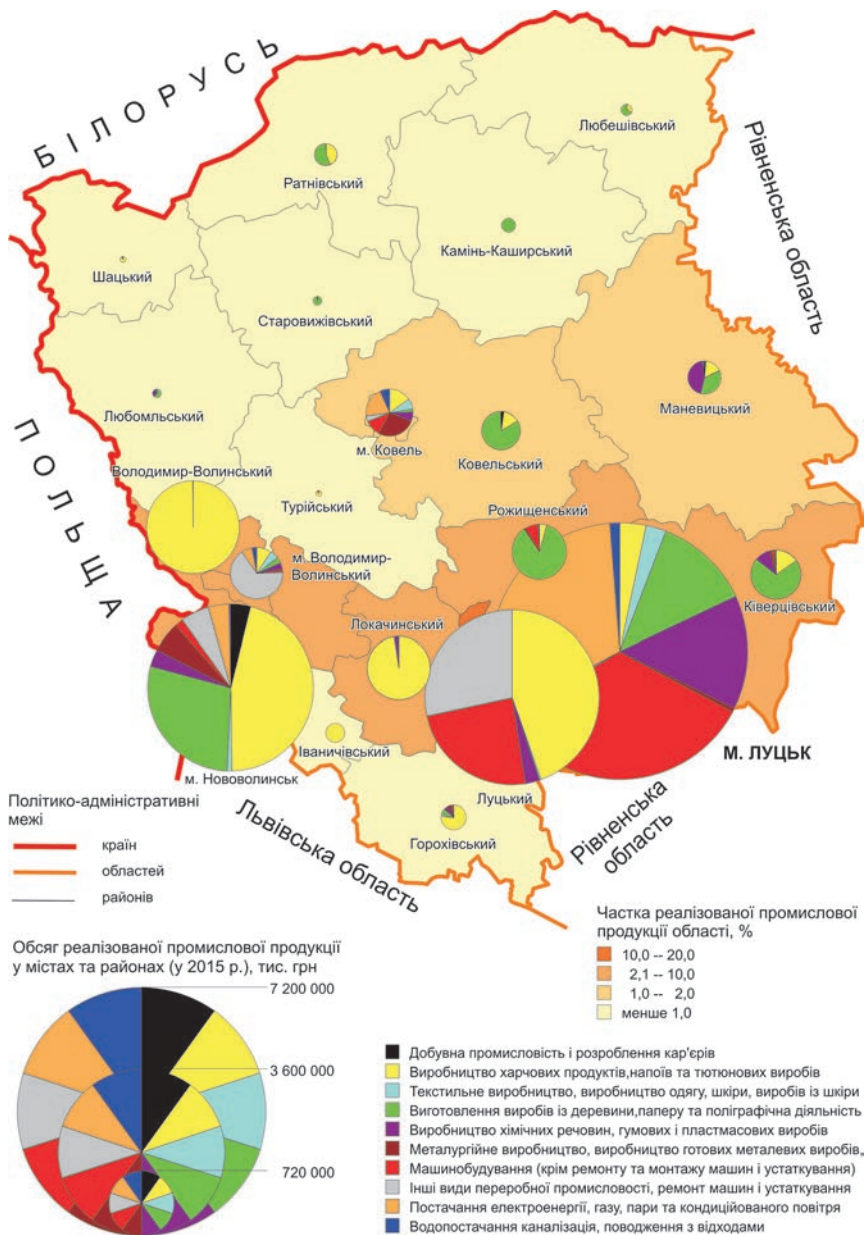 БІЛОРУСЬ
Любешівський
Рівненська область
Ратнівський
Камінь-Каширський
Шацький
Старовижівський
Маневицький
Любомльський
ПОЛЬЩА
м. Ковель
Ковельський
Володимир-Волинський
Турійський
Рожищенський
м. Володимир-
Волинський
Ківерцівський
Локачинський
Іваничівський
м. Нововолинськ
М. ЛУЦЬК
Луцький
Горохівський
Львівська область
Рівненська
область
Політико-адміністративні
межі
країн
областей
районів
Частка реалізованої промислової
продукції області, %
10,0 -- 20,0
2,1 -- 10,0
1,0 -- 2,0
менше 1,0
Обсяг реалізованої промислової продукції
у містах та районах (у 2015 р.), тис. грн
7 200 000
3 600 000
720 000
Добувна промисловість і розроблення кар'єрів
Виробництво харчових продуктів,напоїв та тютюнових виробів
Текстильне виробництво, виробництво одягу, шкіри, виробів із шкіри
Виготовлення виробів із деревини,паперу та поліграфічна діяльність
Виробництво хімічних речовин, гумових і пластмасових виробів
Металургійне виробництво, виробництво готових металевих виробів,
Машинобудування (крім ремонту та монтажу машин і устаткування)
Інші види переробної промисловості, ремонт машин і устаткування
Постачання електроенергії, газу, пари та кондиційованого повітря
Водопостачання каналізація, поводження з відходами